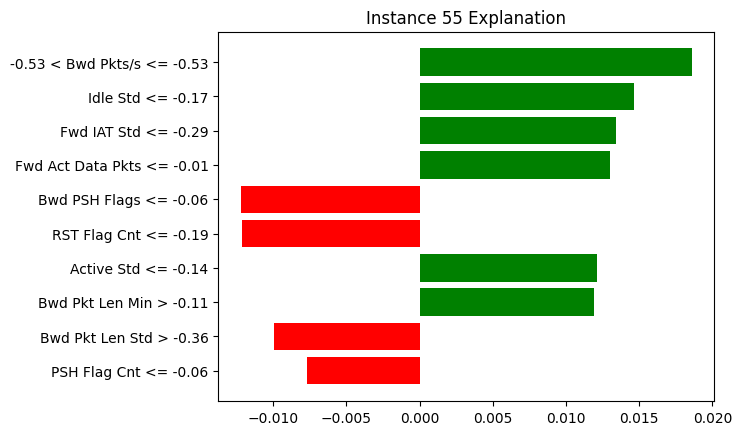 Instance 55 Explanation
-0.53 < Bwd Pkts/s <= -0.53
Idle Std <= -0.17
Fwd IAT Std <= -0.29
Fwd Act Data Pkts <= -0.01
Bwd PSH Flags <= -0.06
RST Flag Cnt <= -0.19
Active Std <= -0.14
Bwd Pkt Len Min > -0.11
Bwd Pkt Len Std > -0.36
PSH Flag Cnt <= -0.06
−0.010 −0.005 0.000 0.005 0.010 0.015 0.020